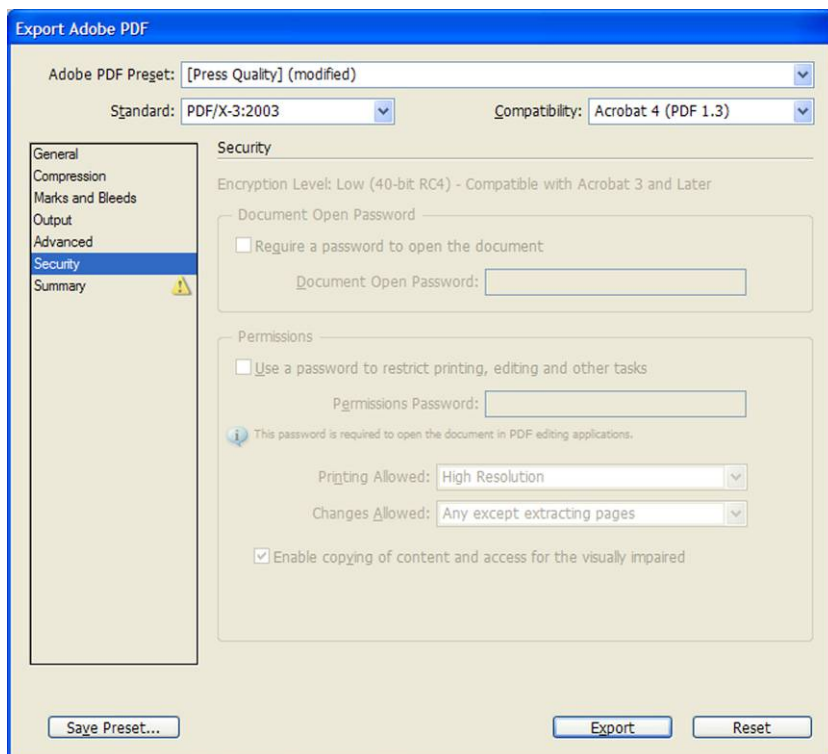 Export Adobe PDF
Adobe PDF Preset: [Press Quality] (modified)
Standard: PDF/X-3:2003 Compatibility: Acrobat 4 (PDF 1.3)
General
Compression
Marks and Bleeds
Output
Advanced
Security
Summary
Security
Encryption Level: Low (40-bit RC4) - Compatible with Acrobat 3 and Later
Document Open Password
Require a password to open the document
Document Open Password:
Permissions
Use a password to restrict printing, editing and other tasks
Permissions Password:
This password is required to open the document in PDF editing applications.
Printing Allowed: High Resolution
Changes Allowed: Any except extracting pages
Enable copying of content and access for the visually impaired
Save Preset... Export Reset